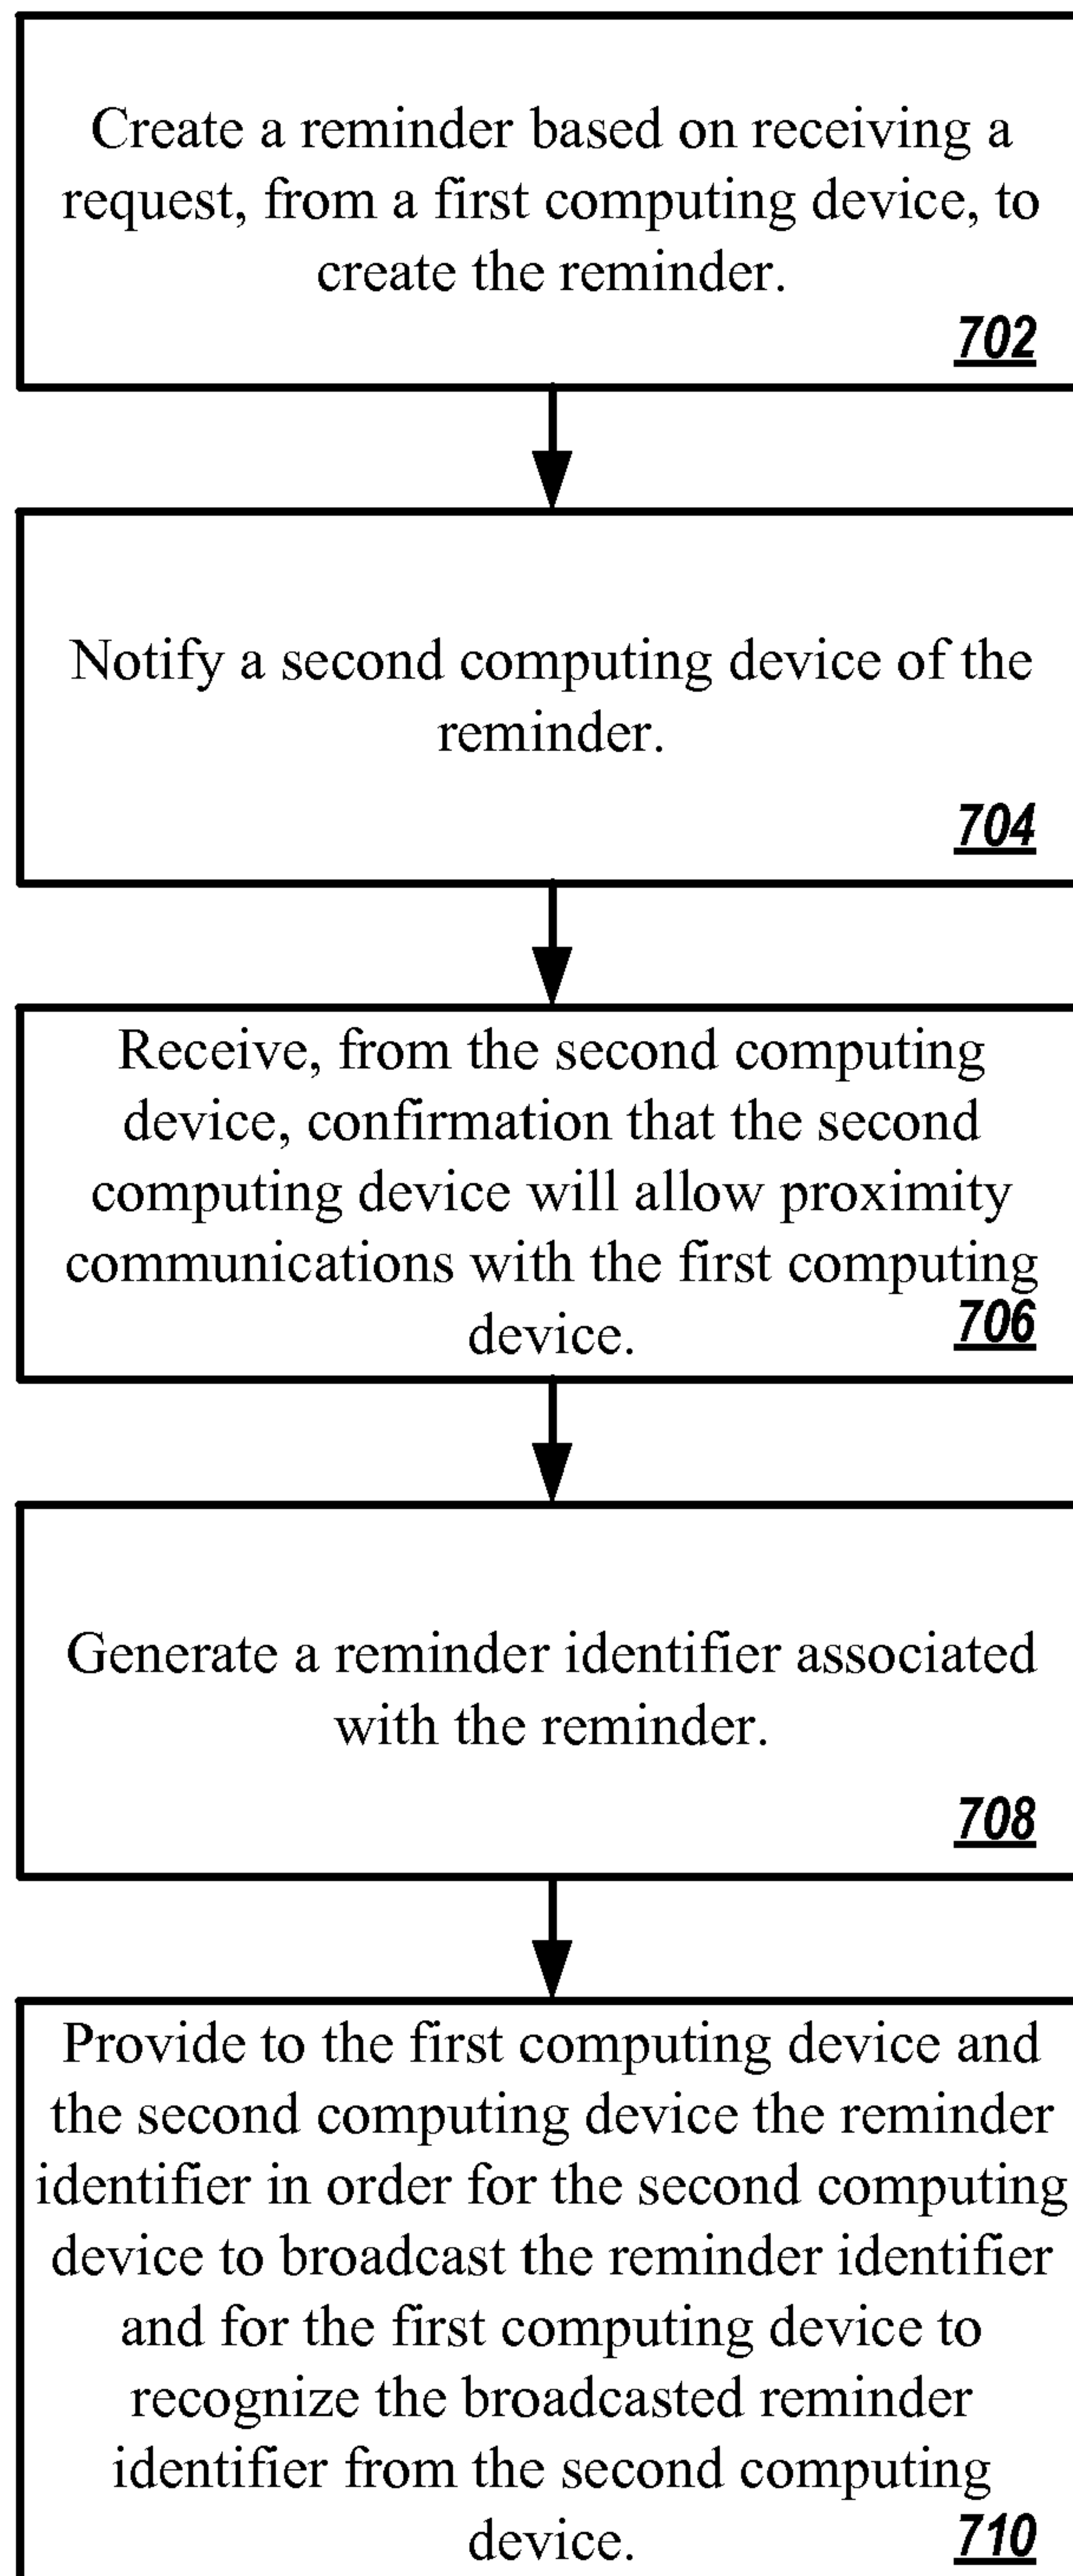 Create a reminder based on receiving a
request, from a first computing device, to
create the reminder.
702
Notify a second computing device of the
reminder.
704
Receive, from the second computing
device, confirmation that the second
computing device will allow proximity
communications with the first computing
device.
706
Generate a reminder identifier associated
with the reminder.
708
Provide to the first computing device and
the second computing device the reminder
identifier in order for the second computing
device to broadcast the reminder identifier
and for the first computing device to
recognize the broadcasted reminder
identifier from the second computing
device.
710